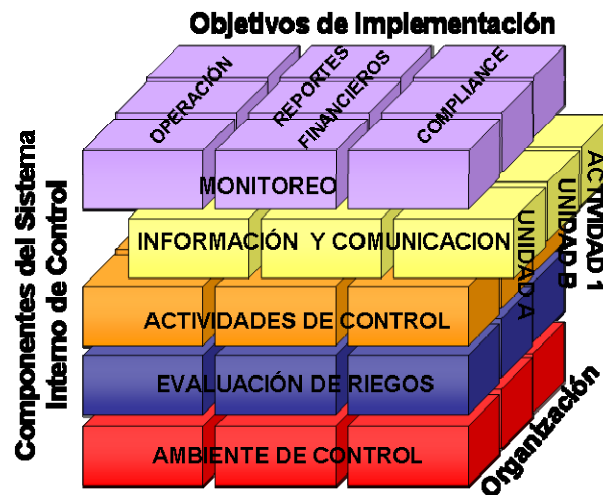 Objetivos de Implementación
OPERACIÓN
REPORTES
FINANCIEROS
COMPLIANCE
MONITOREO
INFORMACIÓN Y COMUNICACION
ACTIVIDADES DE CONTROL
EVALUACIÓN DE RIEGOS
AMBIENTE DE CONTROL
UNIDAD A
UNIDAD B
ACTIVIDAD 1
Organización
Componentes del Sistema
Interno de Control